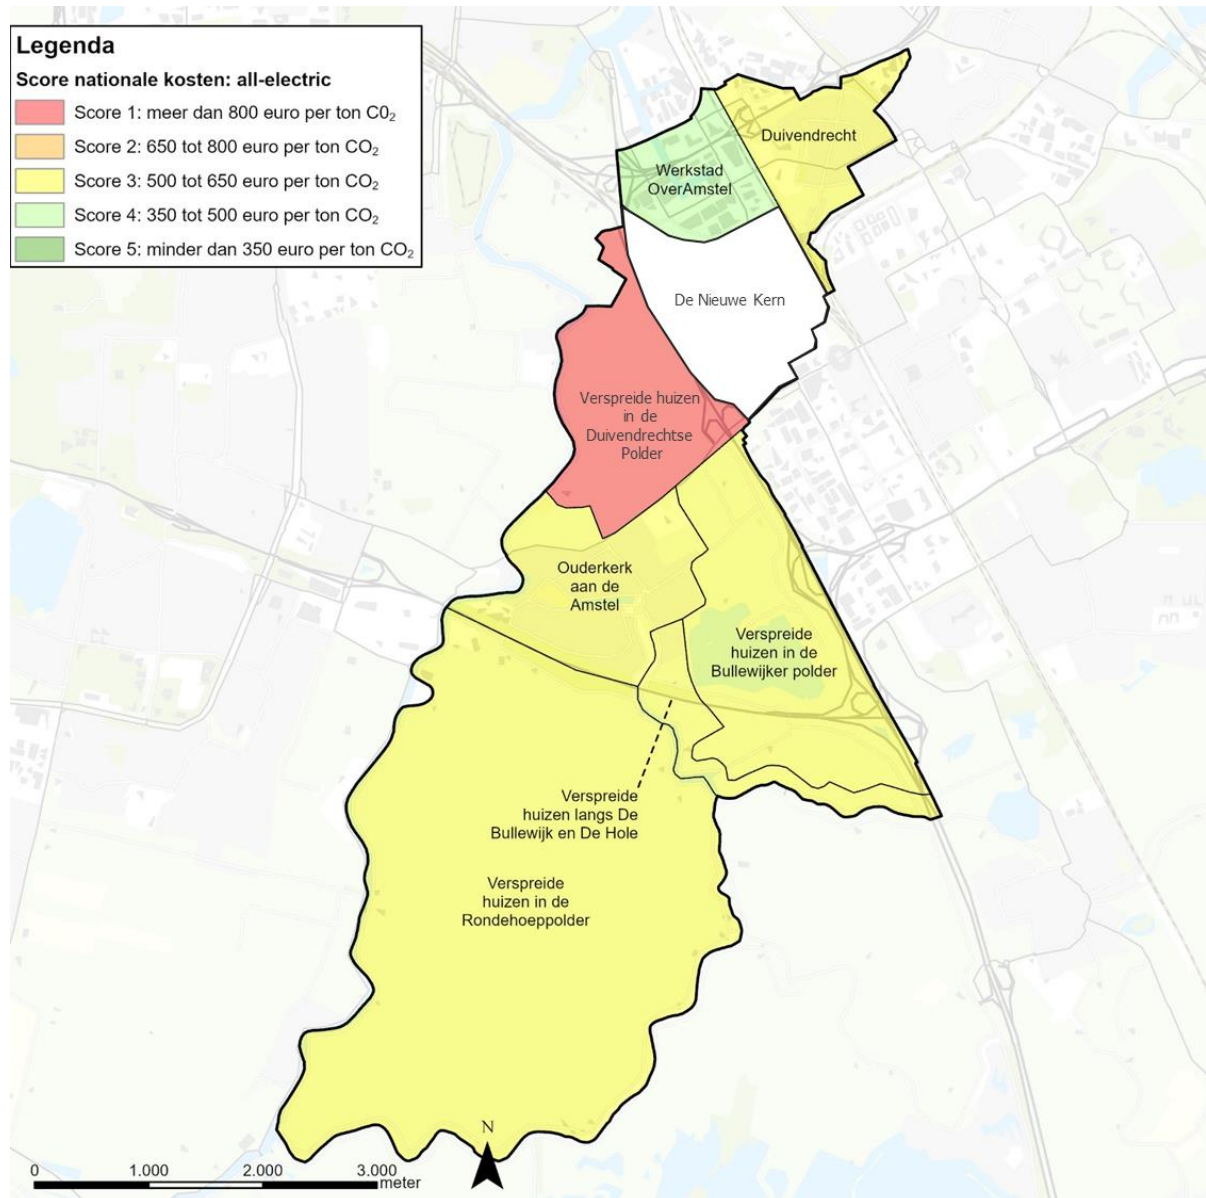 Legenda
Score nationale kosten: all-electric
Score 1: meer dan 800 euro per ton C0₂
Score 2: 650 tot 800 euro per ton CO₂
Score 3: 500 tot 650 euro per ton CO₂
Score 4: 350 tot 500 euro per ton CO₂
Score 5: minder dan 350 euro per ton CO₂
Duivendrecht
Werkstad
OverAmstel
De Nieuwe Kern
Verspreide huizen
in de
Duivendrechtse
Polder
Ouderkerk
aan de
Amstel
Verspreide
huizen in de
Bullewijker polder
Verspreide
huizen langs De
Bullewijk en De Hole
Verspreide
huizen in de
Rondehoeppolder
N
0 1.000 2.000 3.000
meter